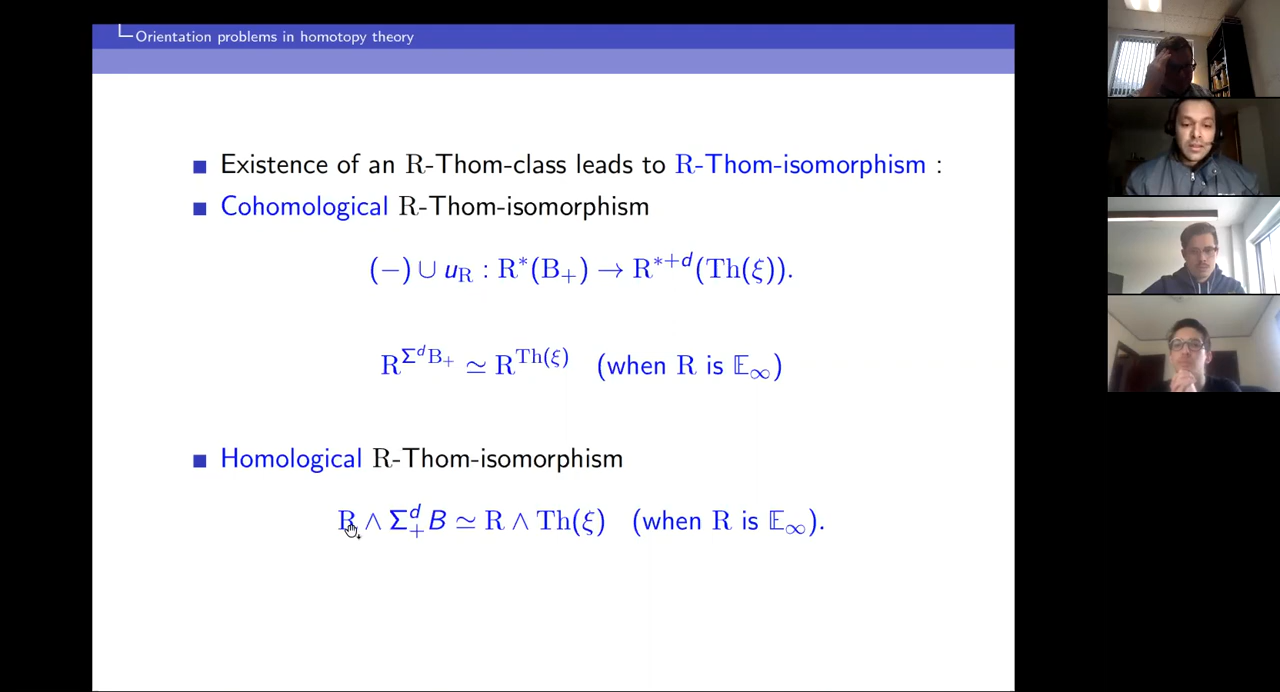 Orientation problems in homotopy theory
Existence of an R-Thom-class leads to R-Thom-isomorphism :
Cohomological R-Thom-isomorphism
(−) ∪ u_R : R^*(B_+) → R^{*+d}(Th(ξ)).
R^{Σ^d B_+} ≃ R^{Th(ξ)} (when R is 𝔼_∞)
Homological R-Thom-isomorphism
R ∧ Σ^d_+ B ≃ R ∧ Th(ξ) (when R is 𝔼_∞).